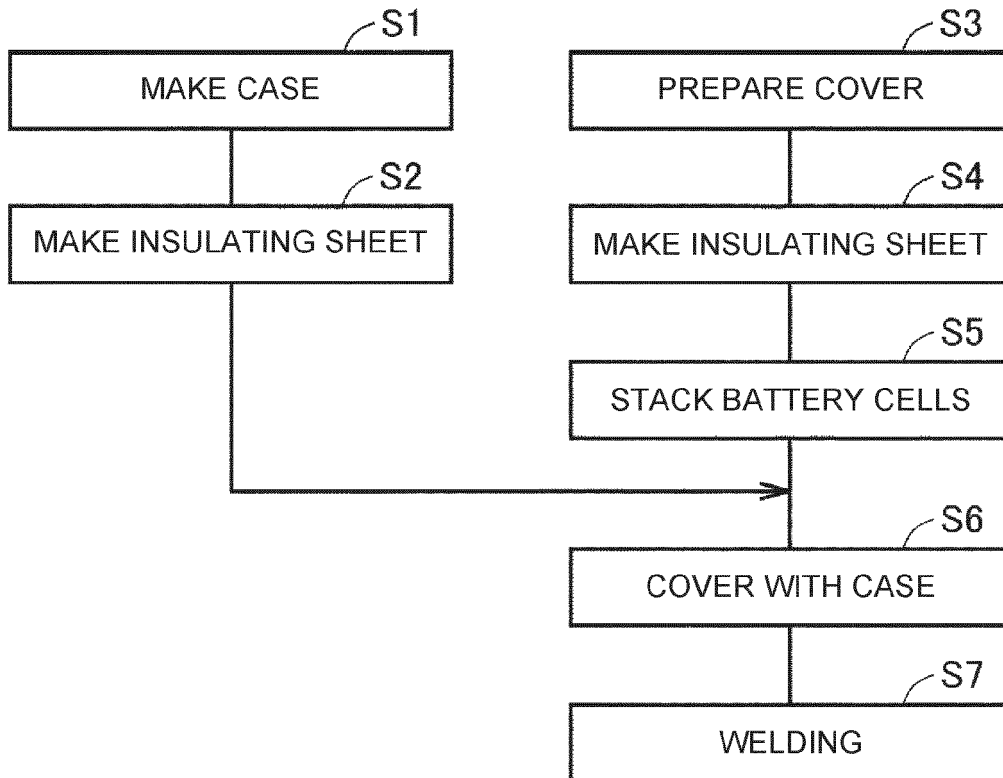 S1
MAKE CASE
S2
MAKE INSULATING SHEET
S3
PREPARE COVER
S4
MAKE INSULATING SHEET
S5
STACK BATTERY CELLS
S6
COVER WITH CASE
S7
WELDING